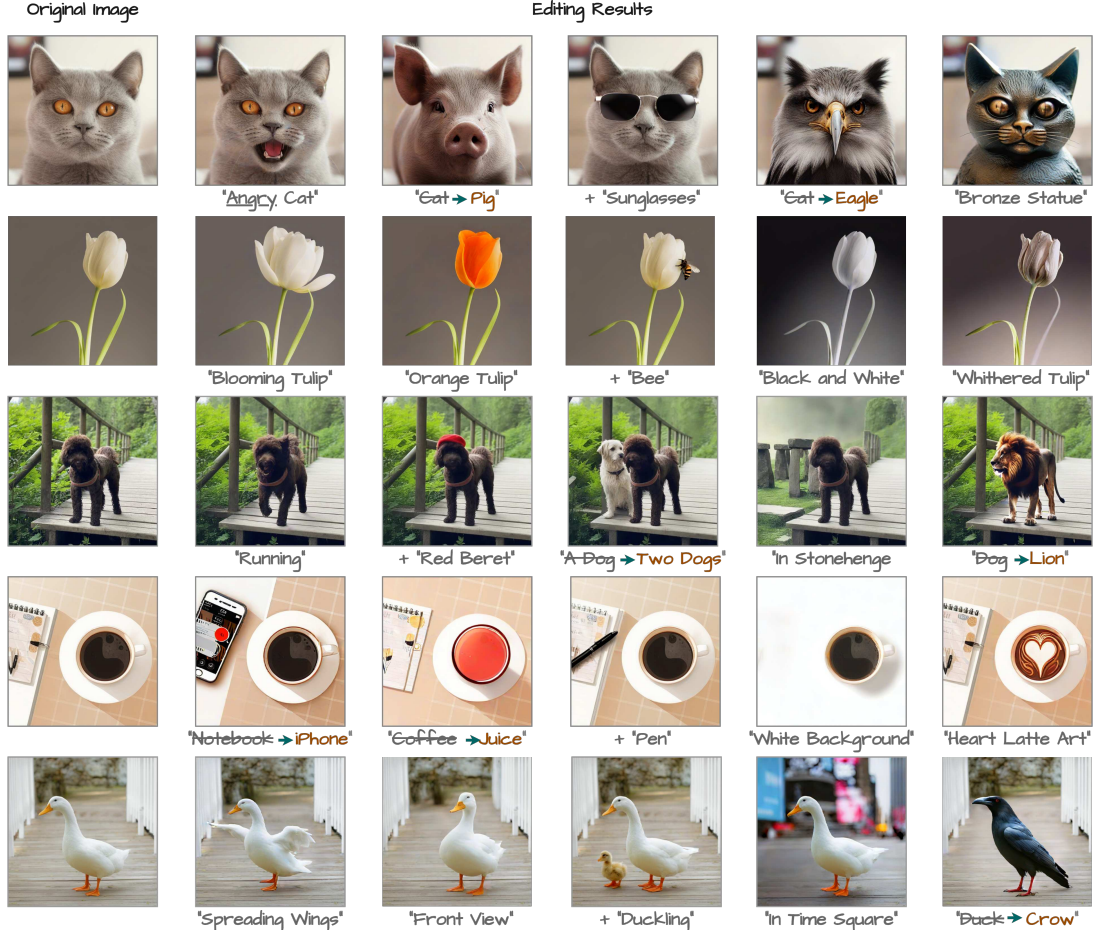 Original Image
Editing Results
"Angry Cat"
"Cat → Pig"
+ "Sunglasses"
"Cat → Eagle"
"Bronze Statue"
"Blooming Tulip"
"Orange Tulip"
+ "Bee"
"Black and White"
"Whithered Tulip"
"Running"
+ "Red Beret"
"A Dog → Two Dogs"
"In Stonehenge
"Dog → Lion"
"Notebook → iPhone"
"Coffee → Juice"
+ "Pen"
"White Background"
"Heart Latte Art"
"Spreading Wings"
"Front View"
+ "Duckling"
"In Time Square"
"Duck → Crow"